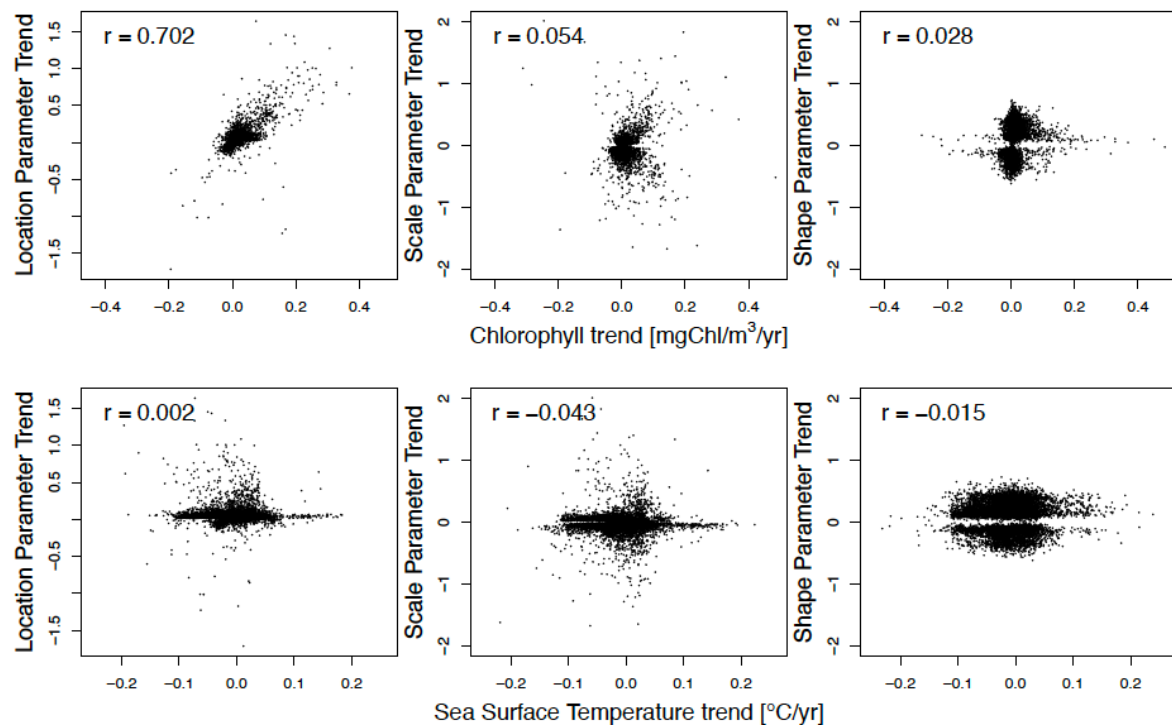 Location Parameter Trend
−1.5 −0.5 0.5 1.0 1.5
r = 0.702
−0.4 −0.2 0.0 0.2 0.4
Scale Parameter Trend
−2 −1 0 1 2
r = 0.054
−0.4 −0.2 0.0 0.2 0.4
Shape Parameter Trend
−2 −1 0 1 2
r = 0.028
−0.4 −0.2 0.0 0.2 0.4
Chlorophyll trend [mgChl/m³/yr]
Location Parameter Trend
−1.5 −0.5 0.5 1.0 1.5
r = 0.002
−0.2 −0.1 0.0 0.1 0.2
Scale Parameter Trend
−2 −1 0 1 2
r = −0.043
−0.2 −0.1 0.0 0.1 0.2
Shape Parameter Trend
−2 −1 0 1 2
r = −0.015
−0.2 −0.1 0.0 0.1 0.2
Sea Surface Temperature trend [°C/yr]